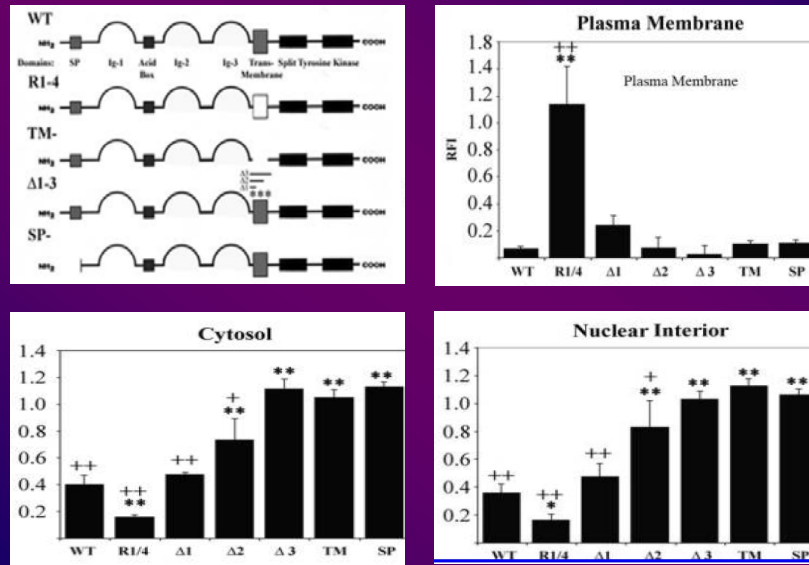 WT
NH₂ COOH
Domains: SP Ig-1 Acid Box Ig-2 Ig-3 Trans-Membrane Split Tyrosine Kinase
R1-4
NH₂ COOH
TM-
NH₂ COOH
Δ3
Δ2
Δ1
Δ1-3 ***
NH₂ COOH
SP-
NH₂ COOH
Plasma Membrane
1.8
1.6
1.4
1.2
1.0
0.8
0.6
0.4
0.2
RFI
Plasma Membrane
++
**
WT R1/4 Δ1 Δ2 Δ 3 TM SP
Cytosol
1.4
1.2
1.0
0.8
0.6
0.4
0.2
++ ++ ** ++ + ** ** ** **
WT R1/4 Δ1 Δ2 Δ 3 TM SP
Nuclear Interior
1.4
1.2
1.0
0.8
0.6
0.4
0.2
++ ++ * ++ + ** ** ** **
WT R1/4 Δ1 Δ2 Δ 3 TM SP